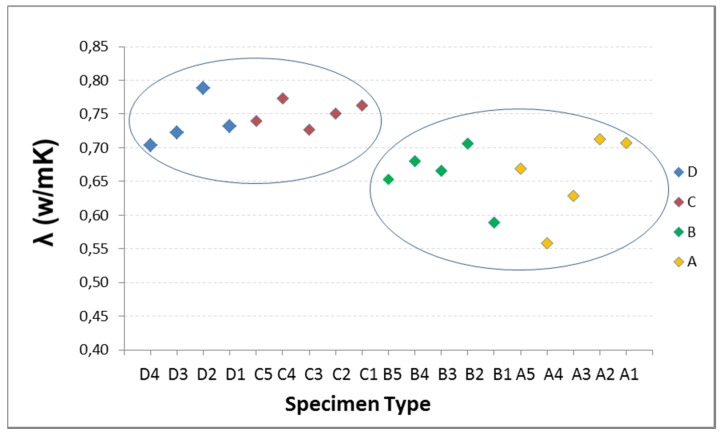 0,85
0,80
0,75
0,70
0,65
0,60
0,55
0,50
0,45
0,40
λ (w/mK)
D4 D3 D2 D1 C5 C4 C3 C2 C1 B5 B4 B3 B2 B1 A5 A4 A3 A2 A1
Specimen Type
D
C
B
A